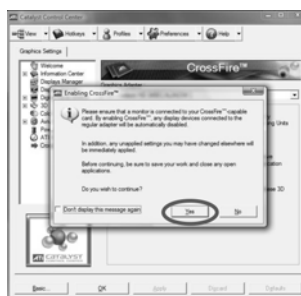 Catalyst Control Center
View Hotkeys Profiles Preferences Help
Graphics Settings
Welcome
Information Center
Displays Manager
CrossFire™
Enabling CrossFire™
Please ensure that a monitor is connected to your CrossFire™ capable
card. By enabling CrossFire™, any display devices connected to the
regular adapter will be automatically disabled.
In addition, any unapplied settings you may have changed elsewhere will
be immediately applied.
Before continuing, be sure to save your work and close any open
applications.
Do you wish to continue?
Don't display this message again
Yes No
CATALYST
Basic... OK Apply Discard Defaults